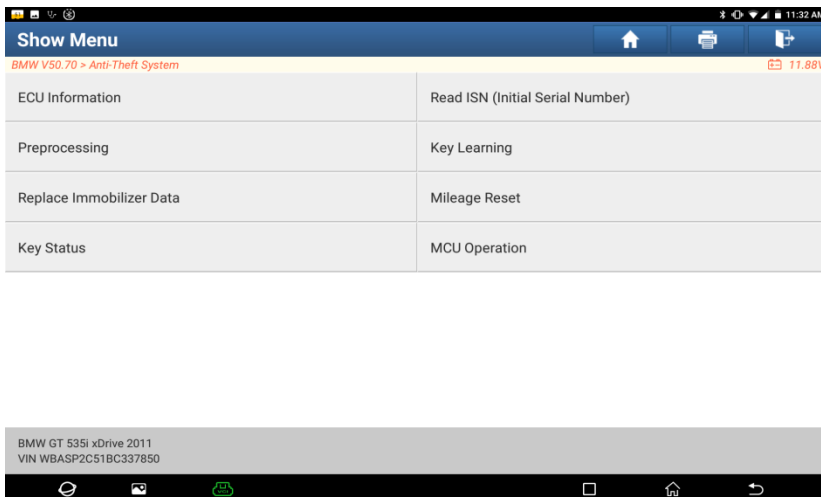 11:32 AM
Show Menu
BMW V50.70 > Anti-Theft System
11.88V
ECU Information
Read ISN (Initial Serial Number)
Preprocessing
Key Learning
Replace Immobilizer Data
Mileage Reset
Key Status
MCU Operation
BMW GT 535i xDrive 2011
VIN WBASP2C51BC337850